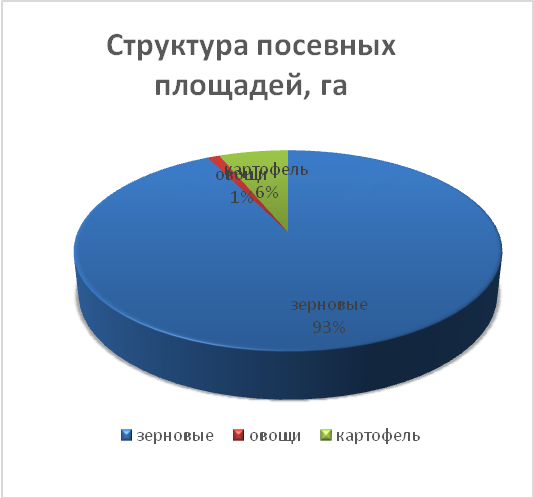 Структура посевных
площадей, га
картофель
6%
овощи
1%
зерновые
93%
зерновые овощи картофель